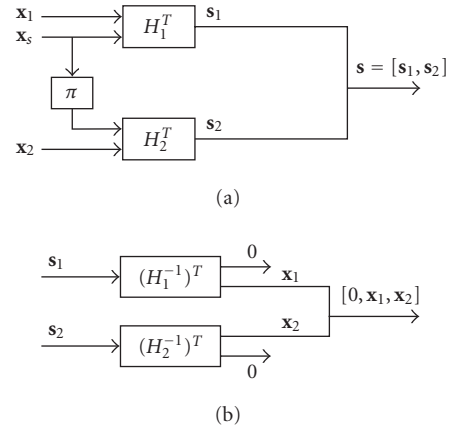 x₁ H₁ᵀ s₁
xₛ
π s = [s₁, s₂]
x₂ H₂ᵀ s₂
(a)
s₁ (H₁⁻¹)ᵀ 0
x₁ [0, x₁, x₂]
s₂ (H₂⁻¹)ᵀ x₂
0
(b)